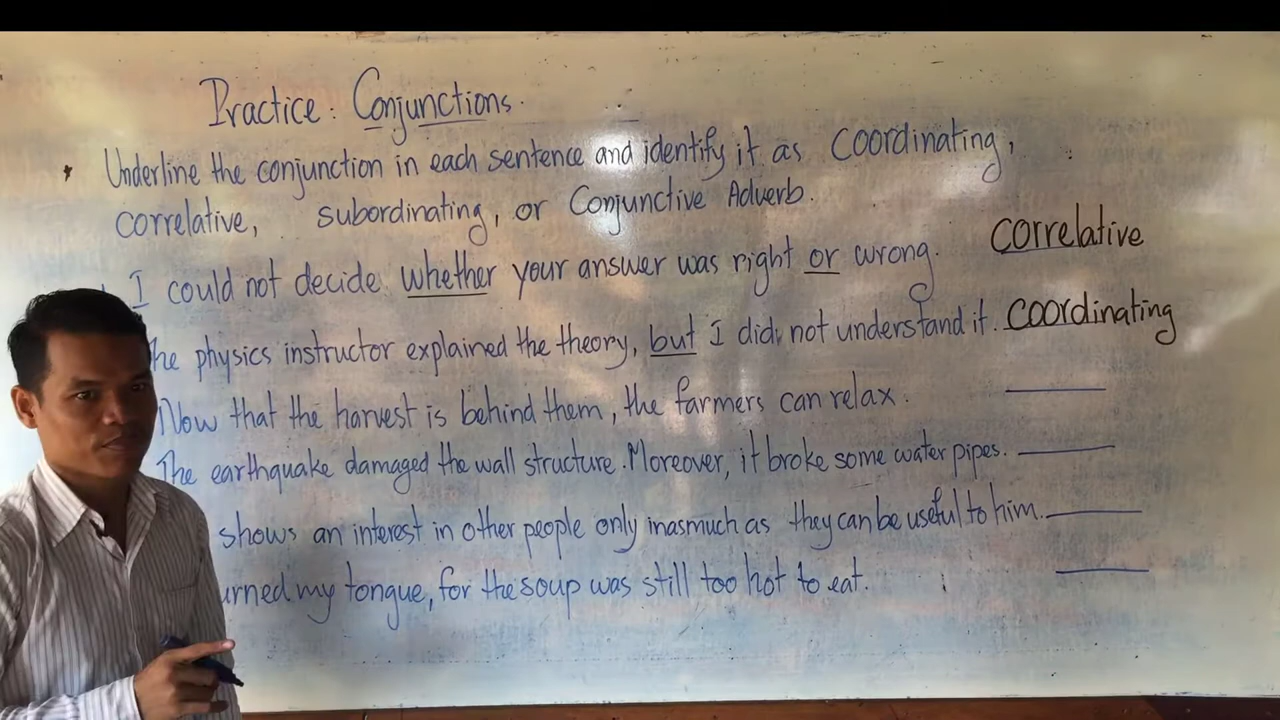 Practice: Conjunctions.
Underline the conjunction in each sentence and identify it as Coordinating,
correlative, subordinating, or Conjunctive Adverb.
I could not decide whether your answer was right or wrong. correlative
he physics instructor explained the theory, but I did not understand it. coordinating
Now that the harvest is behind them, the farmers can relax.
The earthquake damaged the wall structure. Moreover, it broke some water pipes.
shows an interest in other people only inasmuch as they can be useful to him.
urned my tongue, for the soup was still too hot to eat.